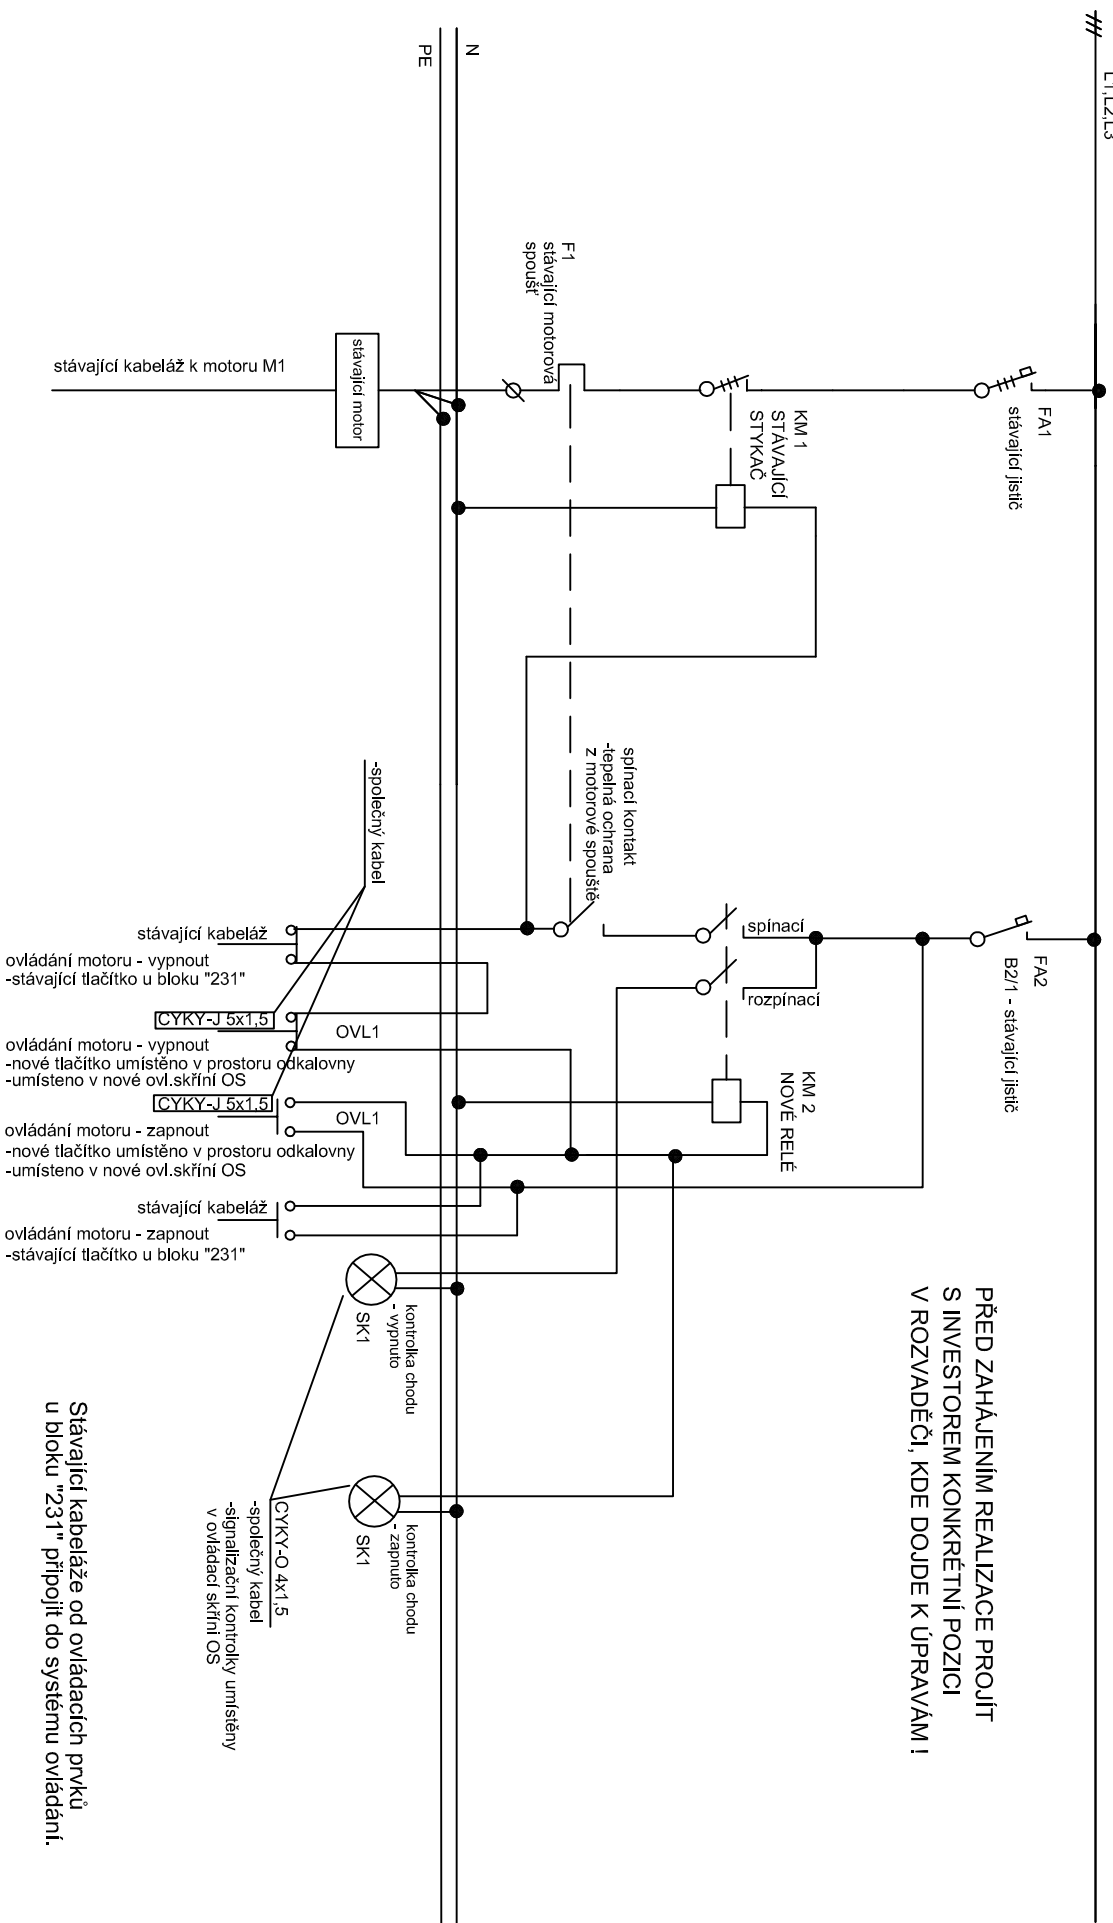 L1,L2,L3
N
PE
FA1
stávající jistič
KM 1
STÁVAJÍCÍ
STYKAČ
F1
stávající motorová
spoušť
stávající motor
stávající kabeláž k motoru M1
FA2
B2/1 - stávající jistič
spínací
rozpínací
KM 2
NOVÉ RELÉ
spínací kontakt
-tepelná ochrana
z motorové spouště
-společný kabel
stávající kabeláž
ovládání motoru - vypnout
-stávající tlačítko u bloku "231"
CYKY-J 5x1,5
OVL1
ovládání motoru - vypnout
-nové tlačítko umístěno v prostoru odkalovny
-umísteno v nové ovl.skříní OS
CYKY-J 5x1,5
OVL1
ovládání motoru - zapnout
-nové tlačítko umístěno v prostoru odkalovny
-umísteno v nové ovl.skříní OS
stávající kabeláž
ovládání motoru - zapnout
-stávající tlačítko u bloku "231"
kontrolka chodu
- vypnuto
SK1
kontrolka chodu
- zapnuto
SK1
CYKY-O 4x1,5
-společný kabel
-signalizační kontrolky umístěny
v ovládací skříni OS
PŘED ZAHÁJENÍM REALIZACE PROJÍT
S INVESTOREM KONKRÉTNÍ POZICI
V ROZVADĚČI, KDE DOJDE K ÚPRAVÁM !
Stávající kabeláže od ovládacích prvků
u bloku "231" připojit do systému ovládání.